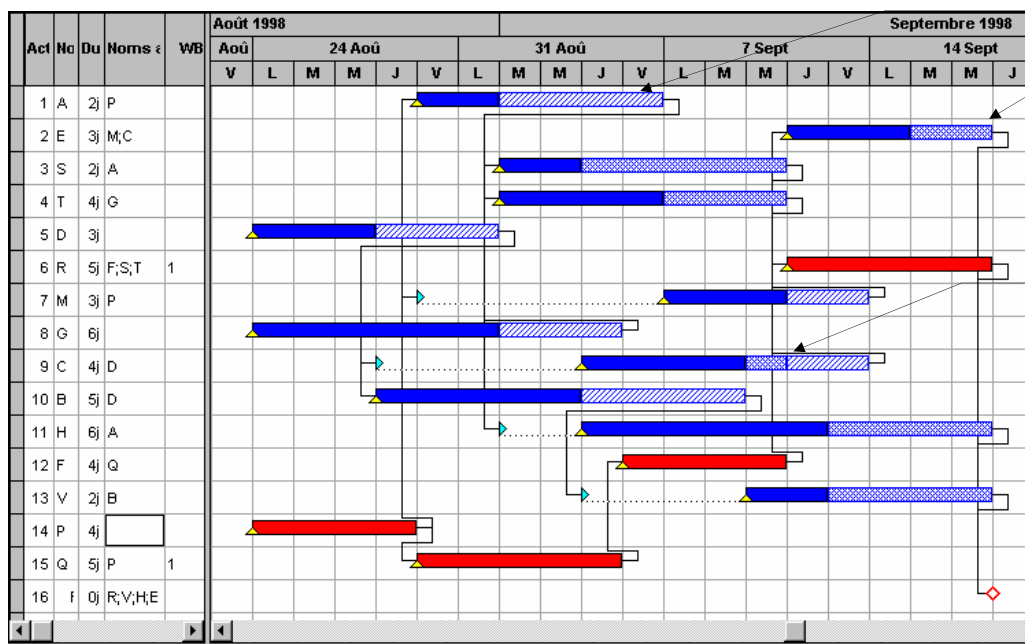 Août 1998 Septembre 1998
Act Nc Du Noms a WB Aoû 24 Aoû 31 Aoû 7 Sept 14 Sept
V L M M J V L M M J V L M M J V L M M J
1 A 2j P
2 E 3j M;C
3 S 2j A
4 T 4j G
5 D 3j
6 R 5j F;S;T 1
7 M 3j P
8 G 6j
9 C 4j D
10 B 5j D
11 H 6j A
12 F 4j Q
13 V 2j B
14 P 4j
15 Q 5j P 1
16 F 0j R;V;H;E